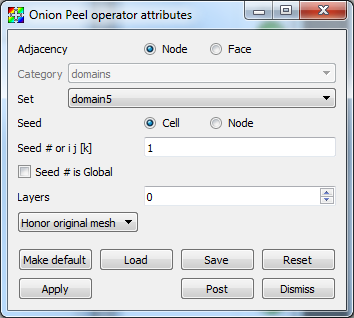 Onion Peel operator attributes
Adjacency Node Face
Category domains
Set domain5
Seed Cell Node
Seed # or i j [k] 1
Seed # is Global
Layers 0
Honor original mesh
Make default Load Save Reset
Apply Post Dismiss